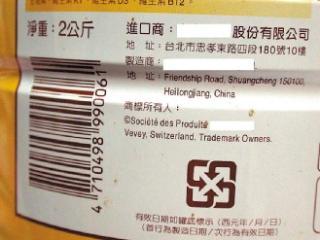 淨重：2公斤
進口商： 股份有限公司
地 址：台北市忠孝東路四段180號10樓
製造商：
地 址：Friendship Road, Shuangcheng 150100,
Heilongjiang, China
商標所有人：
©Société des Produits
Vevey, Switzerland. Trademark Owners.
4 710498 990061
有效日期如罐底標示（西元年/月/日）
（首行為製造日期/次行為有效日期）